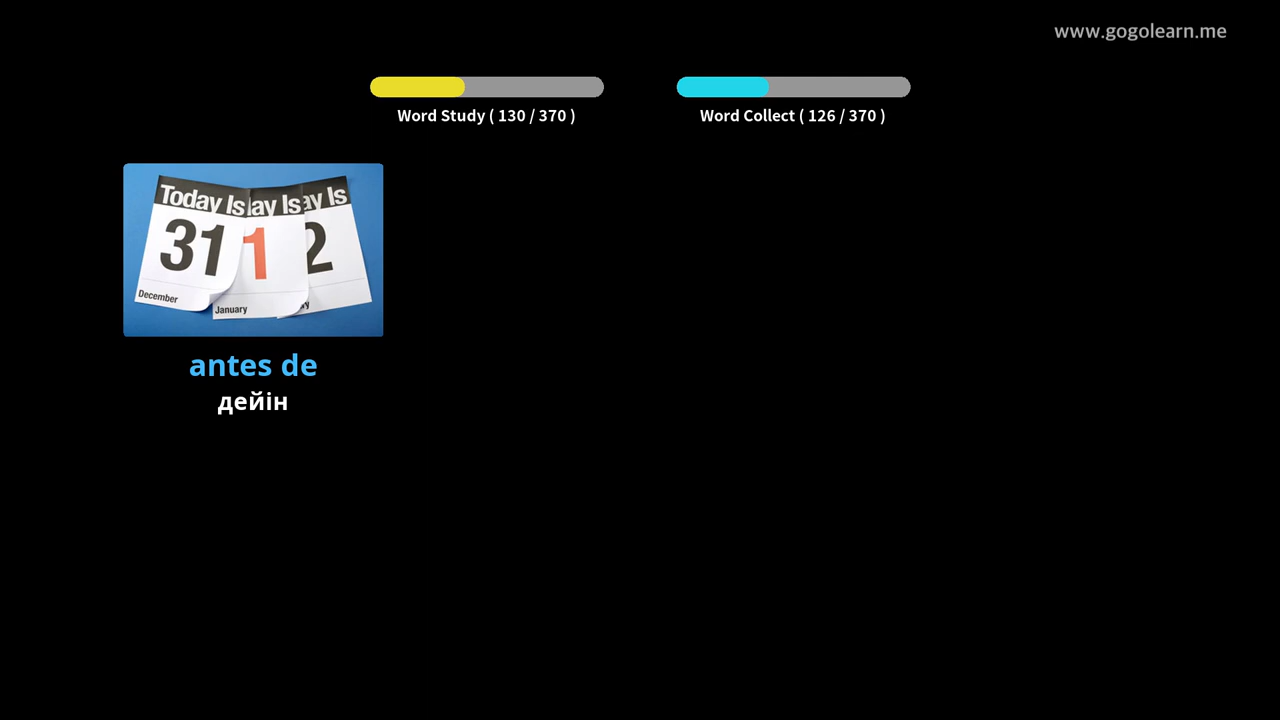 www.gogolearn.me
Word Study ( 130 / 370 )
Word Collect ( 126 / 370 )
Today Is
ay Is
ay Is
31
1
2
December
January
ry
antes de
дейін